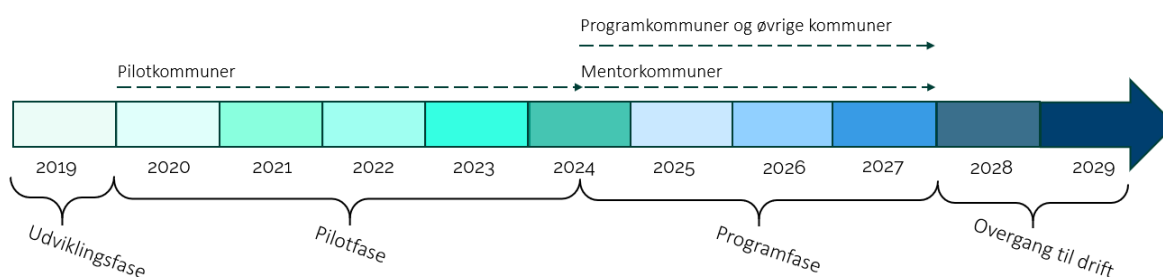 Programkommuner og øvrige kommuner
Pilotkommuner
Mentorkommuner
2019 2020 2021 2022 2023 2024 2025 2026 2027 2028 2029
Udviklingsfase
Pilotfase
Programfase
Overgang til drift